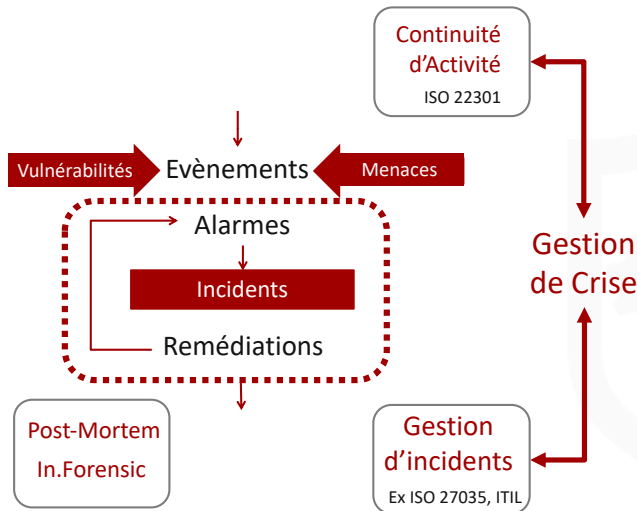 Continuité
d'Activité
ISO 22301
Vulnérabilités
Evènements
Menaces
Alarmes
Incidents
Remédiations
Gestion
de Crise
Post-Mortem
In.Forensic
Gestion
d'incidents
Ex ISO 27035, ITIL